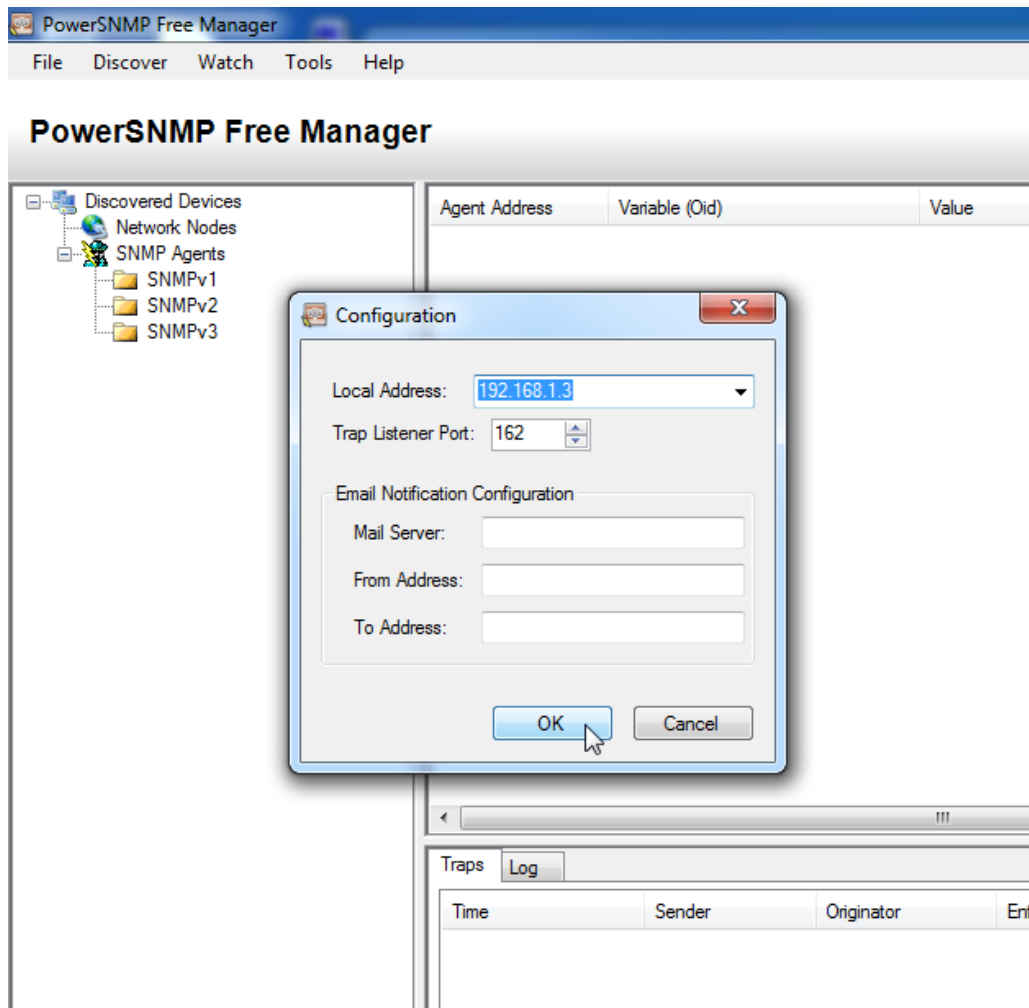 PowerSNMP Free Manager
File Discover Watch Tools Help
PowerSNMP Free Manager
Discovered Devices
Network Nodes
SNMP Agents
SNMPv1
SNMPv2
SNMPv3
Agent Address Variable (Oid) Value
Configuration
Local Address: 192.168.1.3
Trap Listener Port: 162
Email Notification Configuration
Mail Server:
From Address:
To Address:
OK Cancel
Traps Log
Time Sender Originator